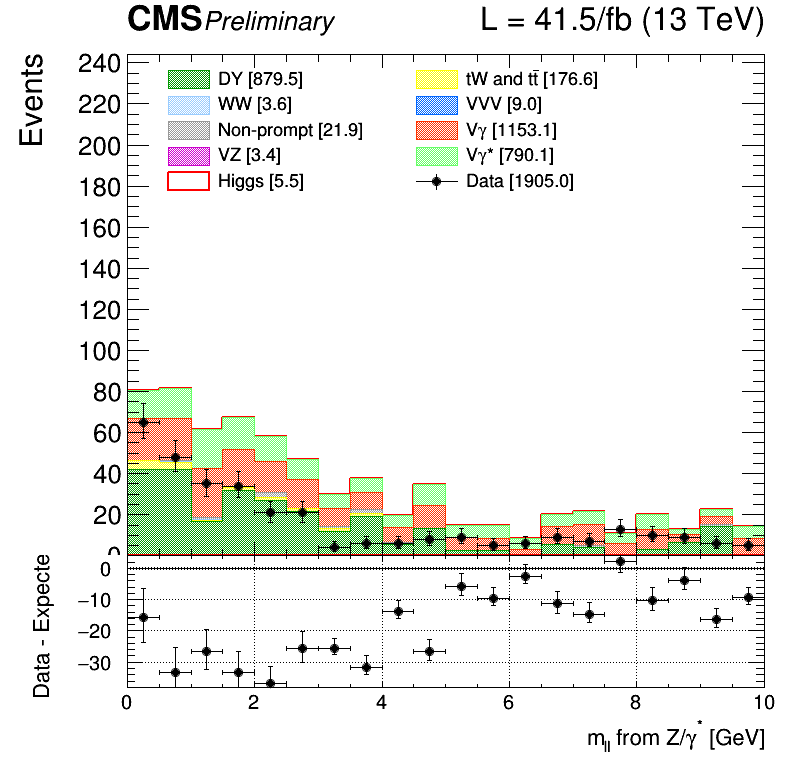 CMS Preliminary L = 41.5/fb (13 TeV)
Events
240
220
200
180
160
140
120
100
80
60
40
20
0
DY [879.5]
WW [3.6]
Non-prompt [21.9]
VZ [3.4]
Higgs [5.5]
tW and tt̄ [176.6]
VVV [9.0]
Vγ [1153.1]
Vγ* [790.1]
Data [1905.0]
Data - Expecte
0
−10
−20
−30
0 2 4 6 8 10
m_ll from Z/γ* [GeV]